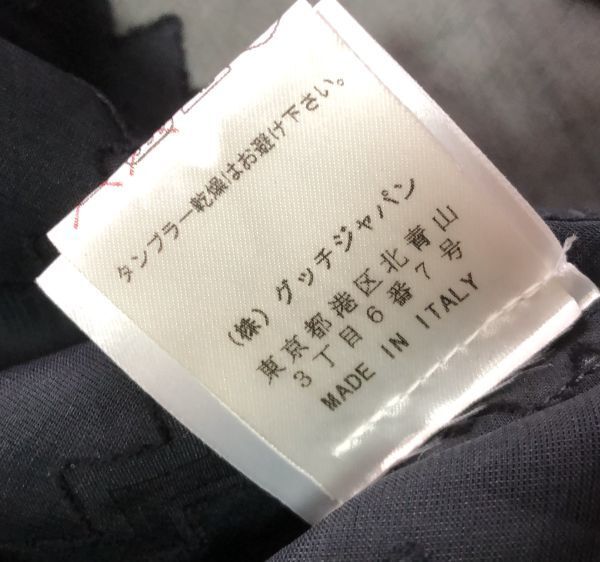 タンブラー乾燥はお避け下さい。
(株) グッチジャパン
東京都港区北青山
3丁目6番7号
MADE IN ITALY